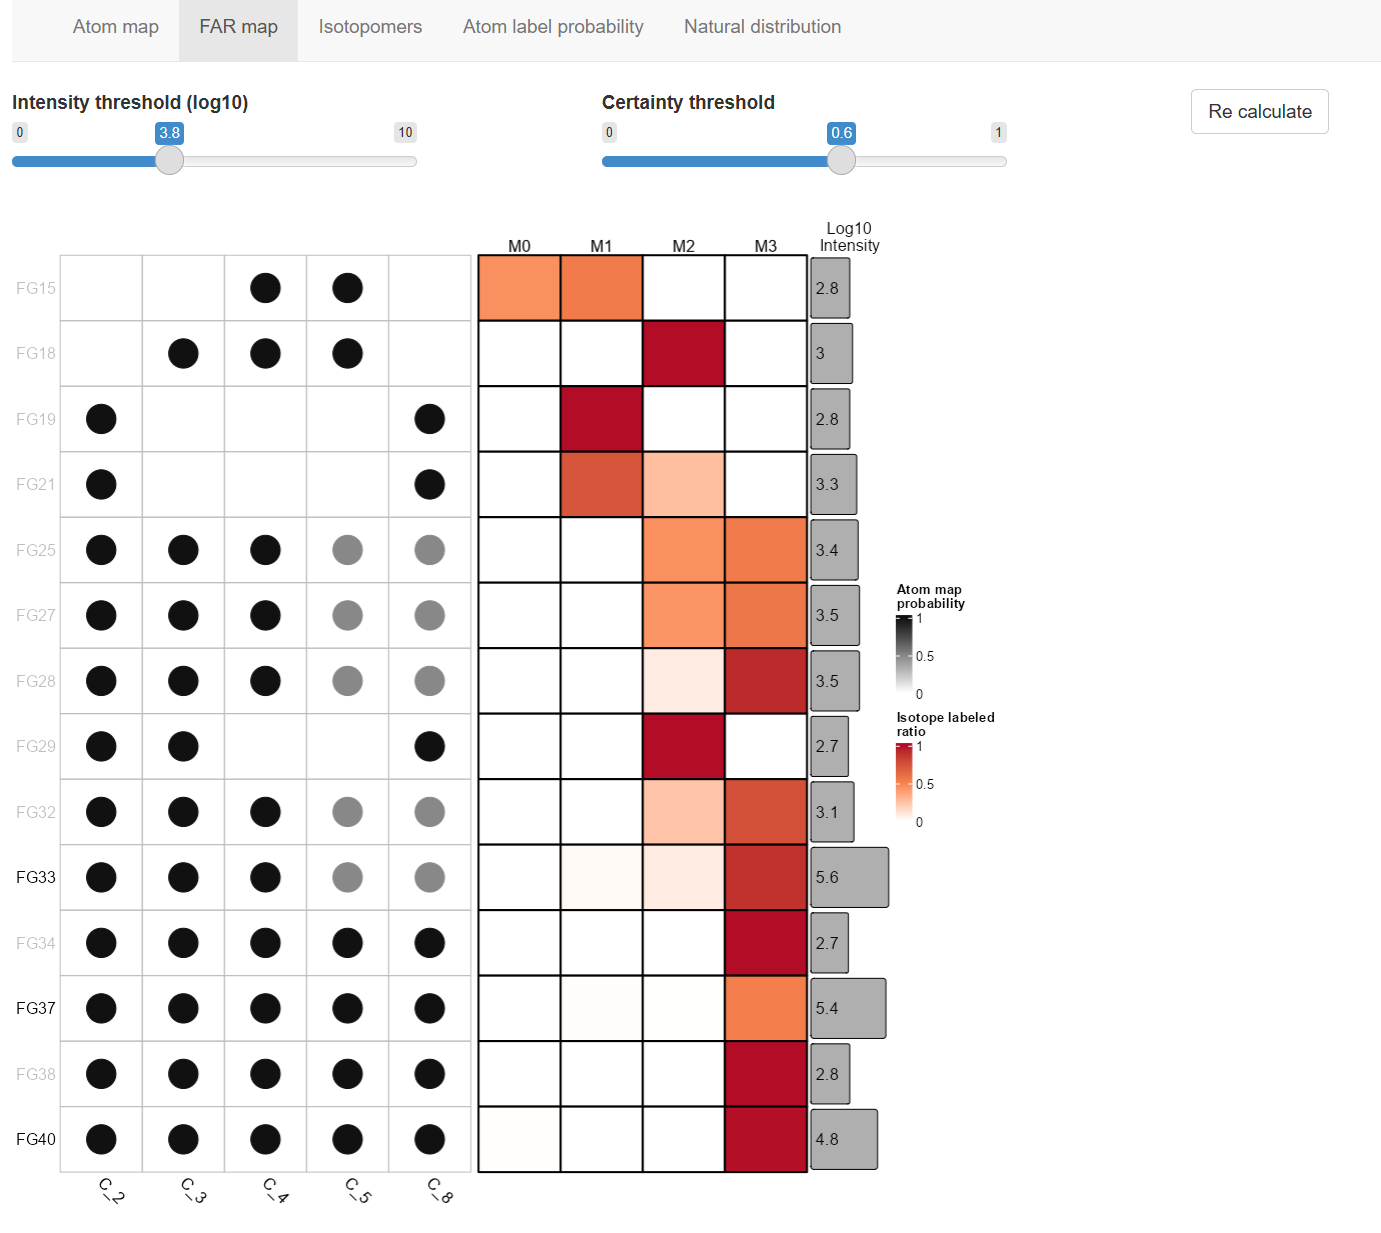 Atom map FAR map Isotopomers Atom label probability Natural distribution
Intensity threshold (log10) Certainty threshold Re calculate
0 3.8 10 0 0.6 1
Log10
Intensity
M0 M1 M2 M3
FG15 2.8
FG18 3
FG19 2.8
FG21 3.3
FG25 3.4
FG27 3.5
FG28 3.5
FG29 2.7
FG32 3.1
FG33 5.6
FG34 2.7
FG37 5.4
FG38 2.8
FG40 4.8
C_2 C_3 C_4 C_5 C_8
Atom map
probability
1
0.5
0
Isotope labeled
ratio
1
0.5
0